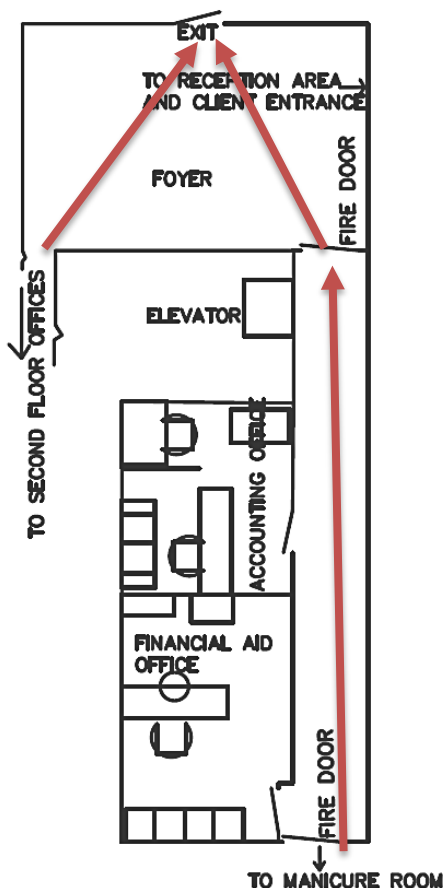 EXIT
TO RECEPTION AREA
AND CLIENT ENTRANCE
FOYER
FIRE DOOR
ELEVATOR
TO SECOND FLOOR OFFICES
ACCOUNTING OFFICE
FINANCIAL AID
OFFICE
FIRE DOOR
TO MANICURE ROOM